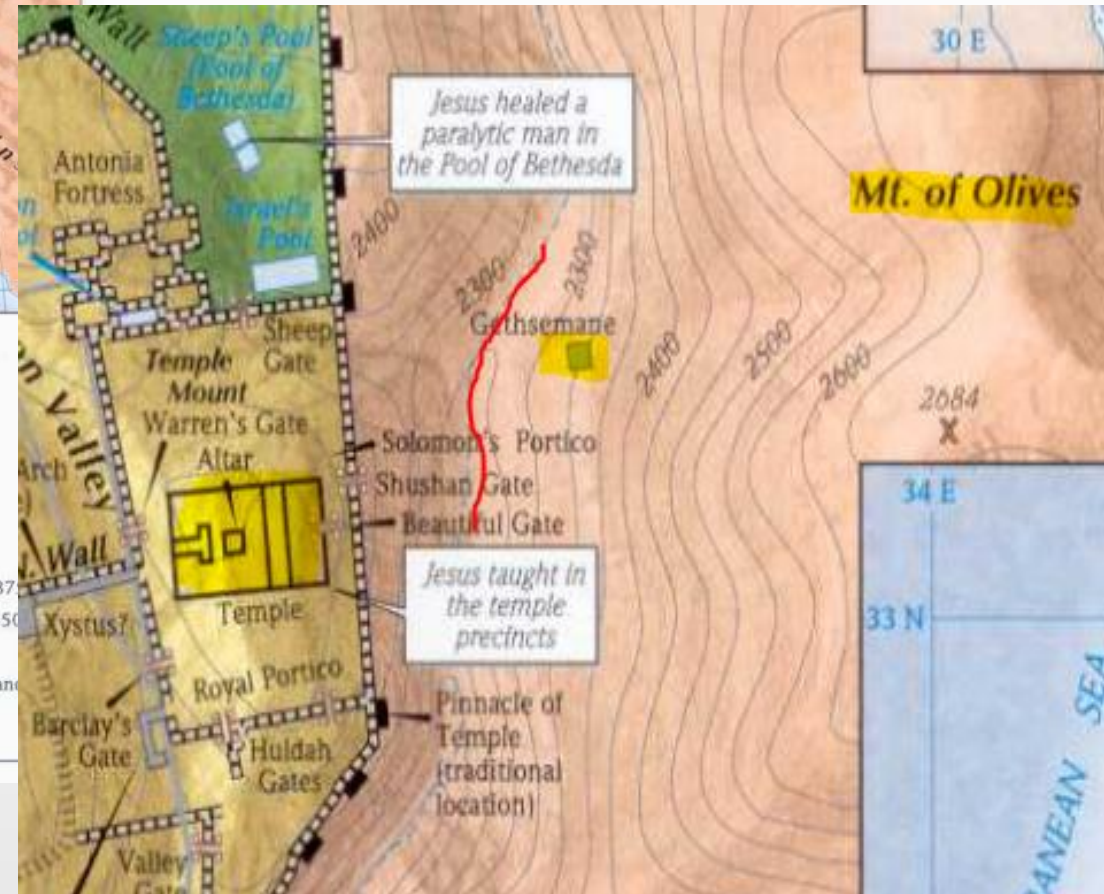 Wall
Sheep's Pool
(Pool of
Bethesda)
30 E
Jesus healed a
paralytic man in
the Pool of Bethesda
Antonia
Fortress
Mt. of Olives
Israel's
Pool
2400
2300
2300
Gethsemane
Sheep
Gate
Temple
Mount
2400
2500
2600
Warren's Gate
2684
X
Altar
Solomon's Portico
Arch
Valley
Shushan Gate
34 E
Beautiful Gate
Wall
Jesus taught in
the temple
precincts
Temple
Xystus?
33 N
Royal Portico
Barclay's
Gate
Huldah
Gates
Pinnacle of
Temple
(traditional
location)
SEA
Valley
Gate